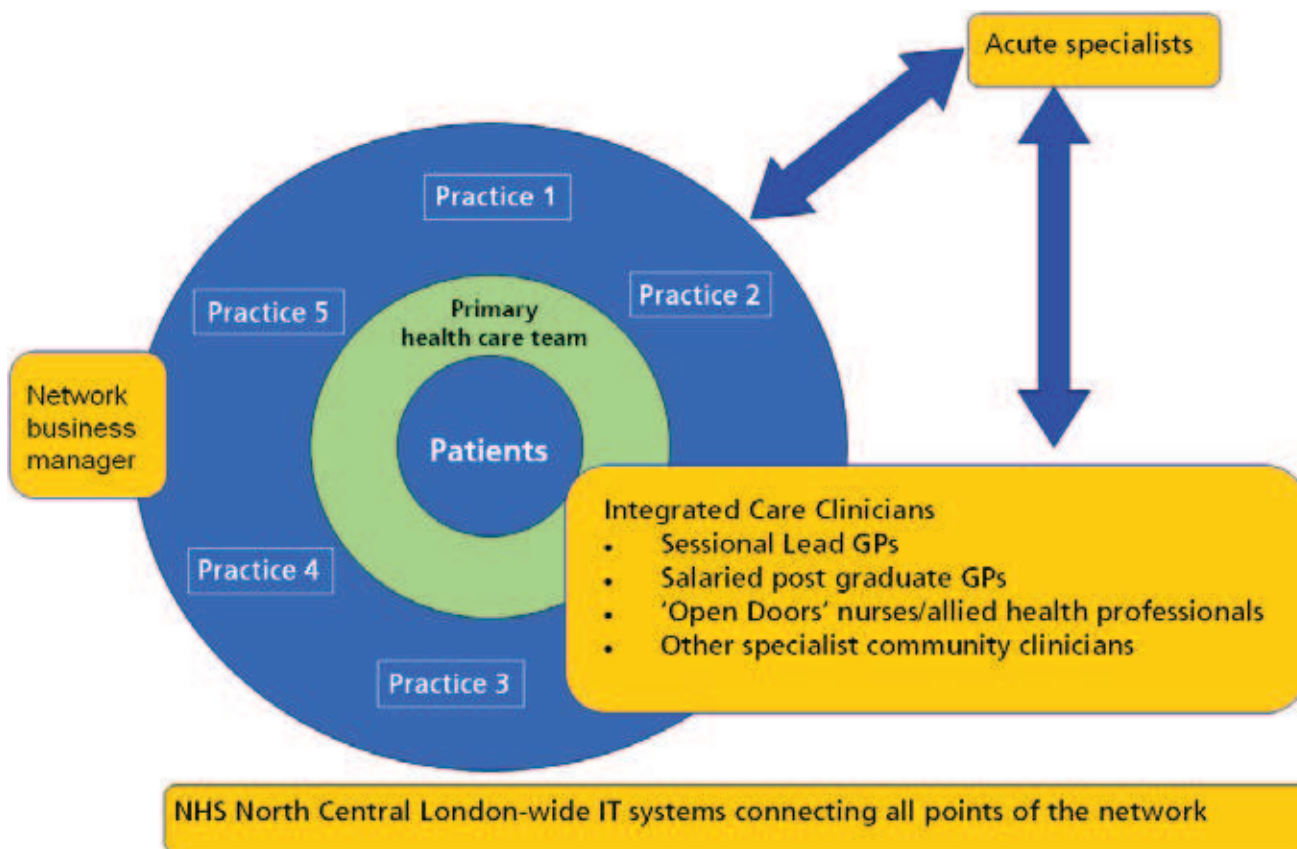 Acute specialists
Practice 1
Practice 2
Practice 5
Primary
health care team
Network
business
manager
Patients
Integrated Care Clinicians
• Sessional Lead GPs
• Salaried post graduate GPs
• ‘Open Doors’ nurses/allied health professionals
• Other specialist community clinicians
Practice 4
Practice 3
NHS North Central London-wide IT systems connecting all points of the network